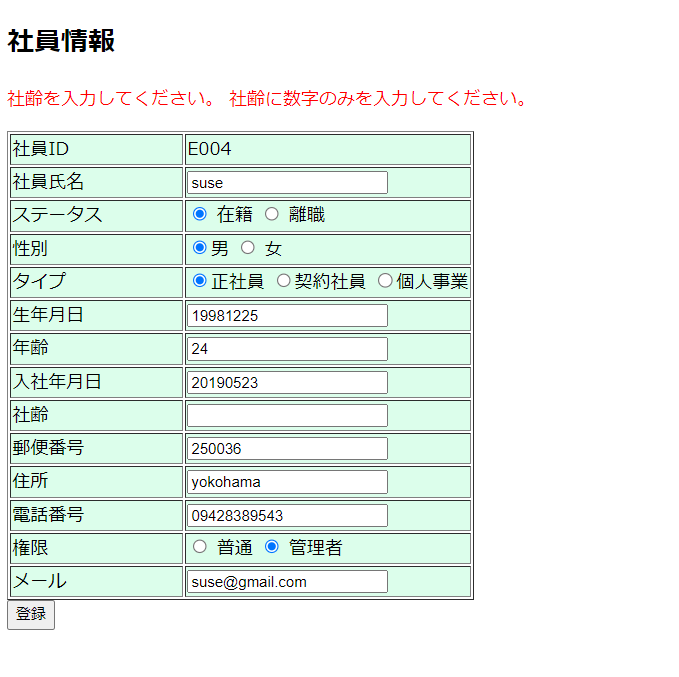 社員情報
社齢を入力してください。 社齢に数字のみを入力してください。
社員ID E004
社員氏名 suse
ステータス 在籍 離職
性別 男 女
タイプ 正社員 契約社員 個人事業
生年月日 19981225
年齢 24
入社年月日 20190523
社齢
郵便番号 250036
住所 yokohama
電話番号 09428389543
権限 普通 管理者
メール suse@gmail.com
登録